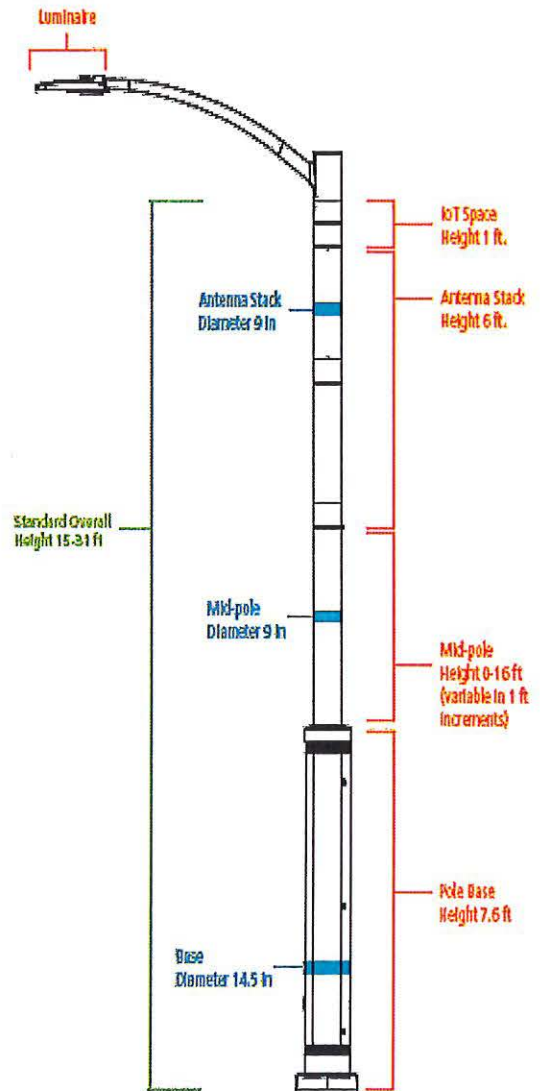 Luminaire
IoT Space
Height 1 ft.
Antenna Stack
Diameter 9 in
Antenna Stack
Height 6 ft.
Standard Overall
Height 15-31 ft
Mid-pole
Diameter 9 in
Mid-pole
Height 0-16 ft
(variable in 1 ft
increments)
Pole Base
Height 7.6 ft
Base
Diameter 14.5 in